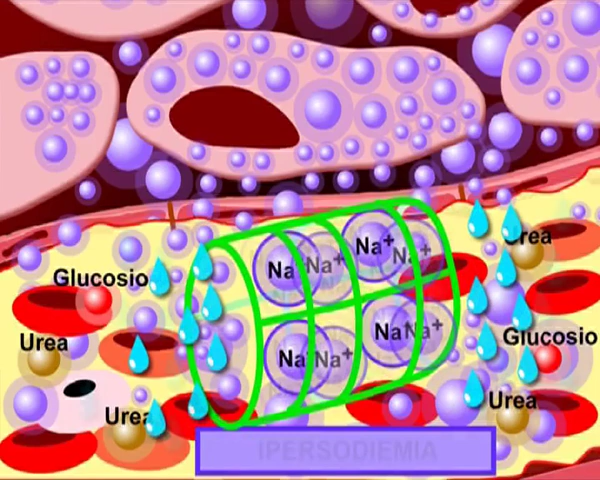 Na⁺ Na⁺
Na Na⁺
Urea
Glucosio
Urea
Glucosio
Na Na⁺
Na Na⁺
Urea
Urea
IPERSODIEMIA